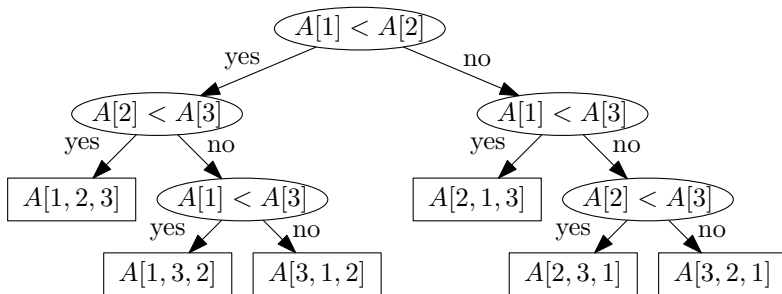 A[1] < A[2]
yes
no
A[2] < A[3]
A[1] < A[3]
yes
no
yes
no
A[1, 2, 3]
A[1] < A[3]
A[2, 1, 3]
A[2] < A[3]
yes
no
yes
no
A[1, 3, 2]
A[3, 1, 2]
A[2, 3, 1]
A[3, 2, 1]